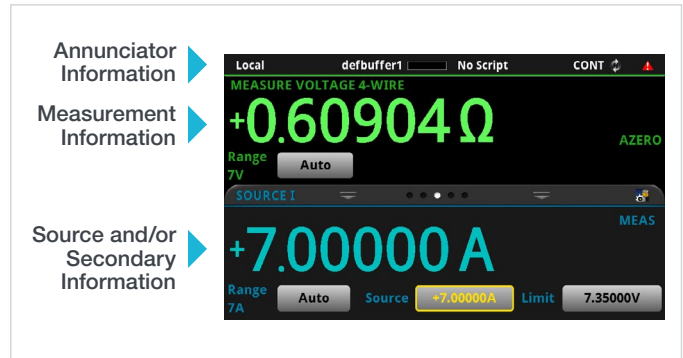 Annunciator
Information
Measurement
Information
Source and/or
Secondary
Information
Local defbuffer1 No Script CONT
MEASURE VOLTAGE 4-WIRE
+0.60904 Ω
AZERO
Range
7V
Auto
SOURCE I
MEAS
+7.00000 A
Range
7A
Auto Source +7.00000A Limit 7.35000V